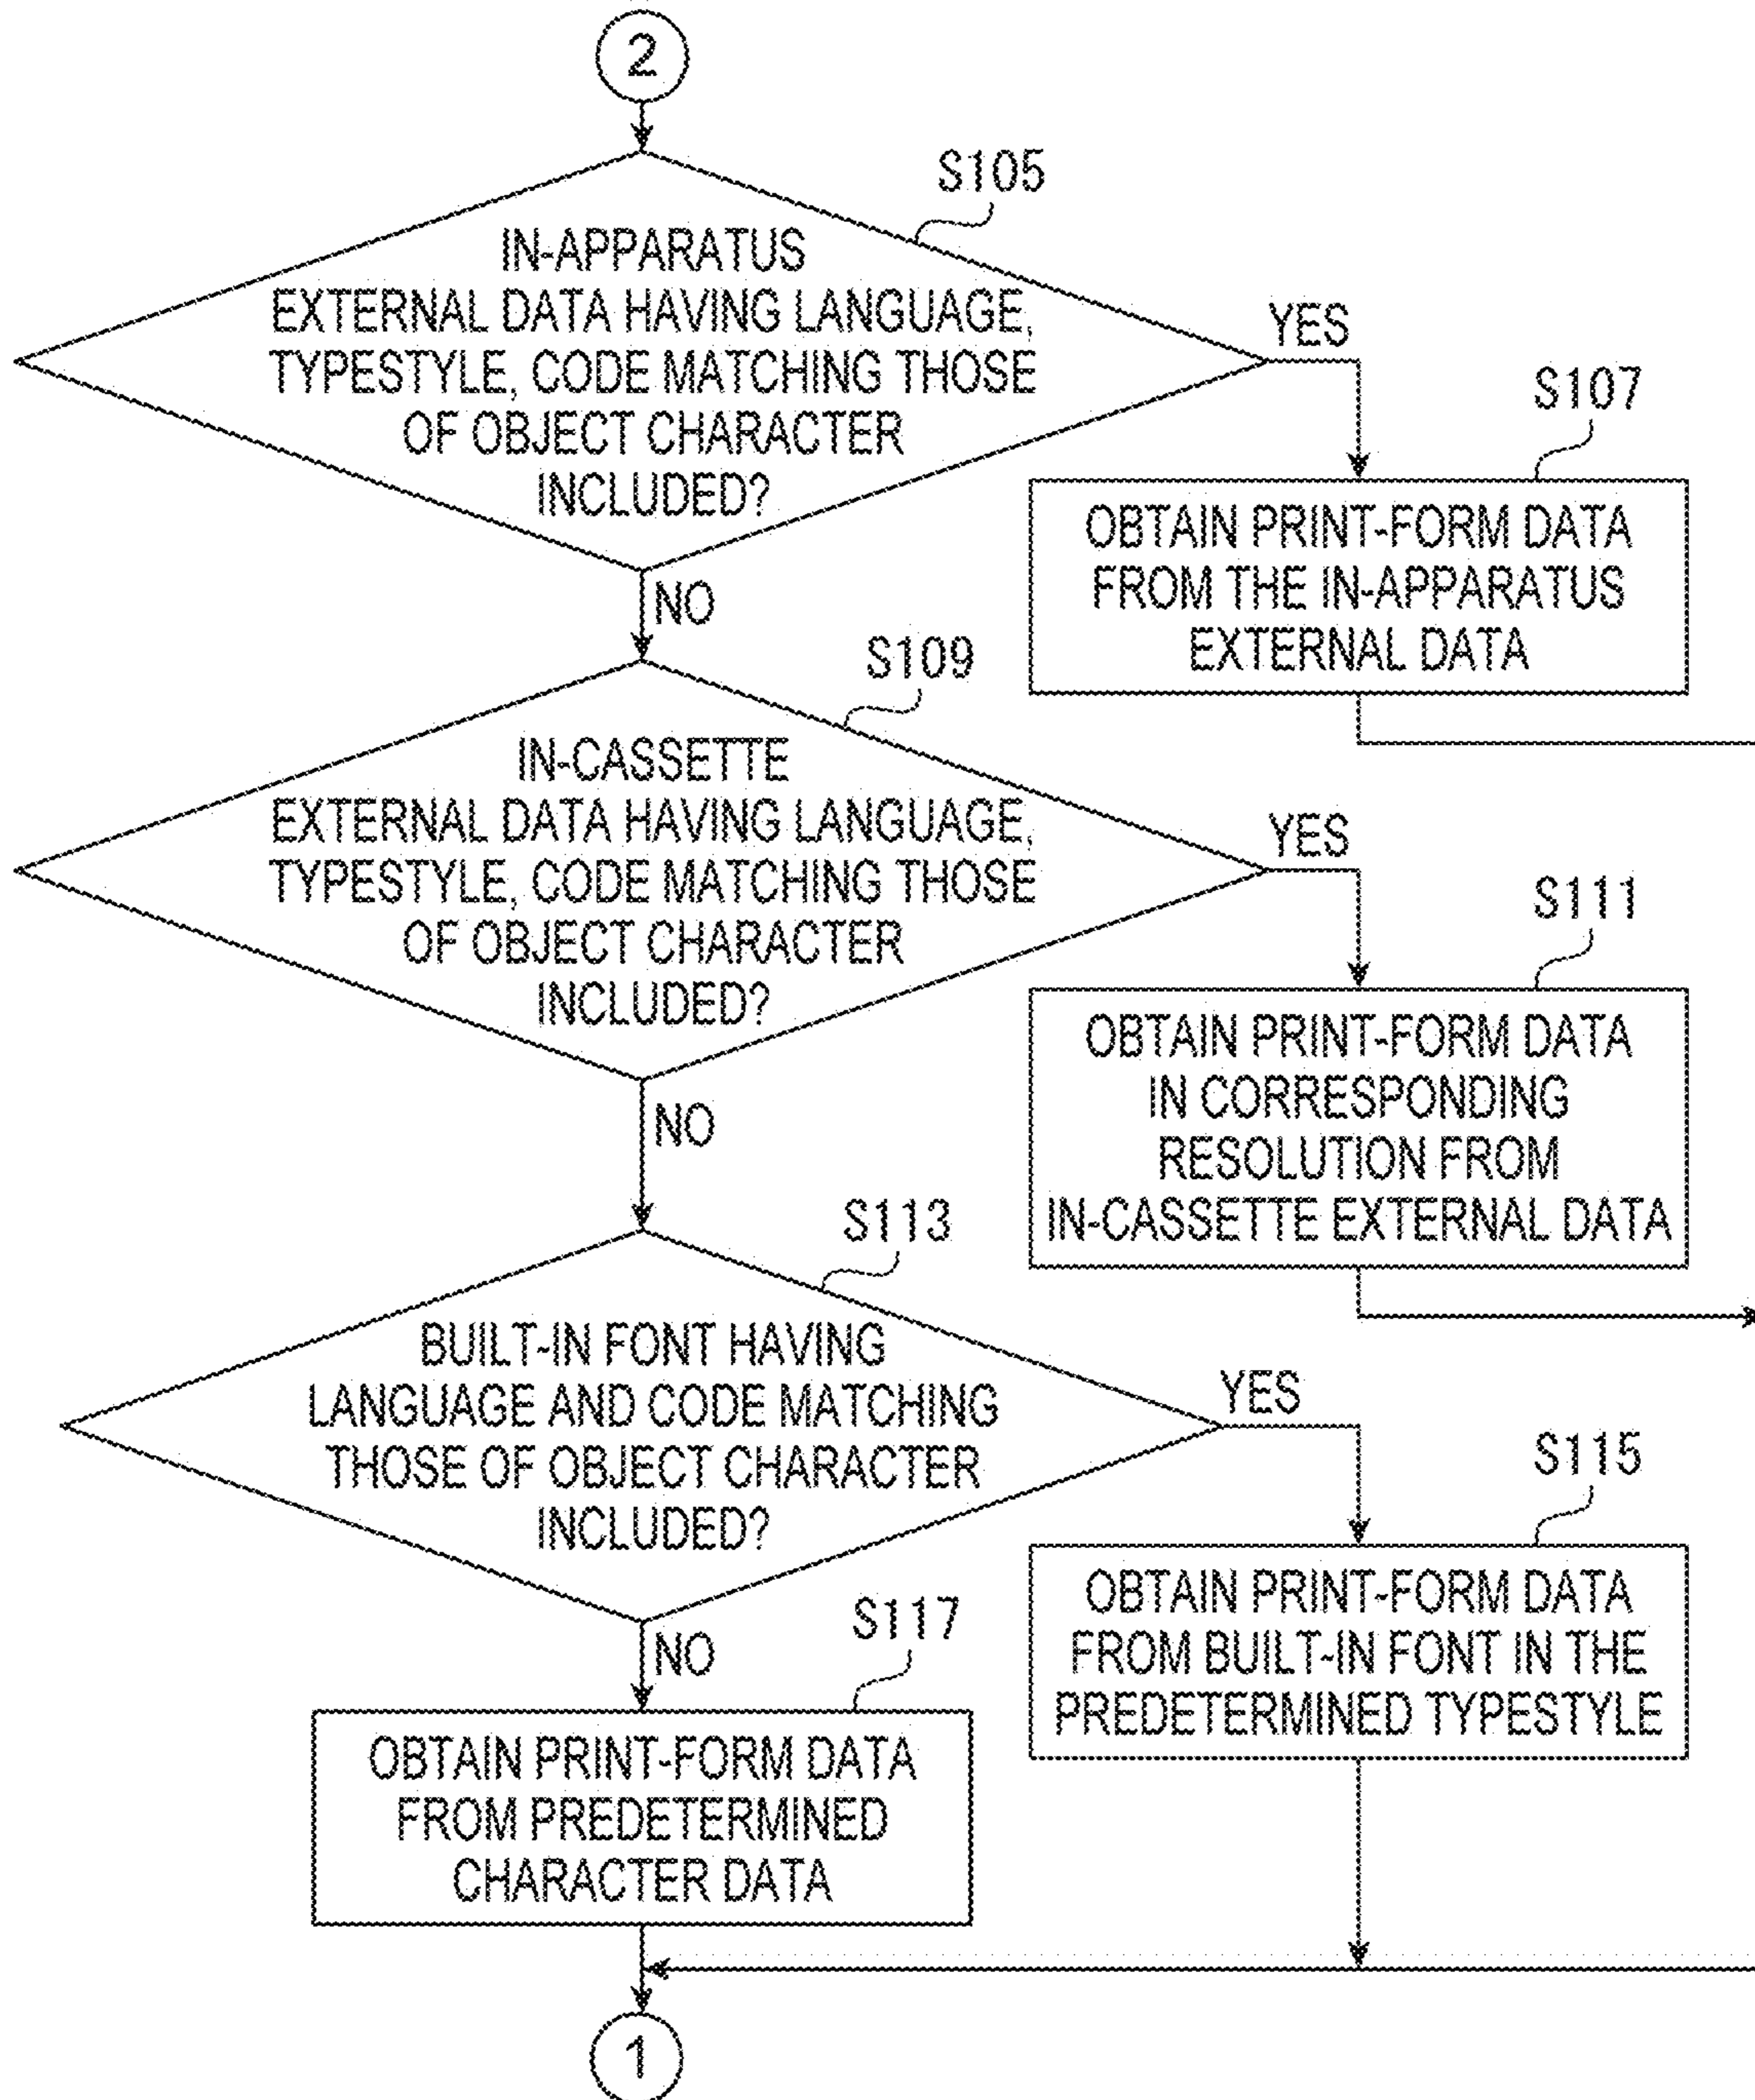 2
S105
IN-APPARATUS
EXTERNAL DATA HAVING LANGUAGE,
TYPESTYLE, CODE MATCHING THOSE
OF OBJECT CHARACTER
INCLUDED?
YES
NO
S107
OBTAIN PRINT-FORM DATA
FROM THE IN-APPARATUS
EXTERNAL DATA
S109
IN-CASSETTE
EXTERNAL DATA HAVING LANGUAGE,
TYPESTYLE, CODE MATCHING THOSE
OF OBJECT CHARACTER
INCLUDED?
YES
NO
S111
OBTAIN PRINT-FORM DATA
IN CORRESPONDING
RESOLUTION FROM
IN-CASSETTE EXTERNAL DATA
S113
BUILT-IN FONT HAVING
LANGUAGE AND CODE MATCHING
THOSE OF OBJECT CHARACTER
INCLUDED?
YES
NO
S115
OBTAIN PRINT-FORM DATA
FROM BUILT-IN FONT IN THE
PREDETERMINED TYPESTYLE
S117
OBTAIN PRINT-FORM DATA
FROM PREDETERMINED
CHARACTER DATA
1